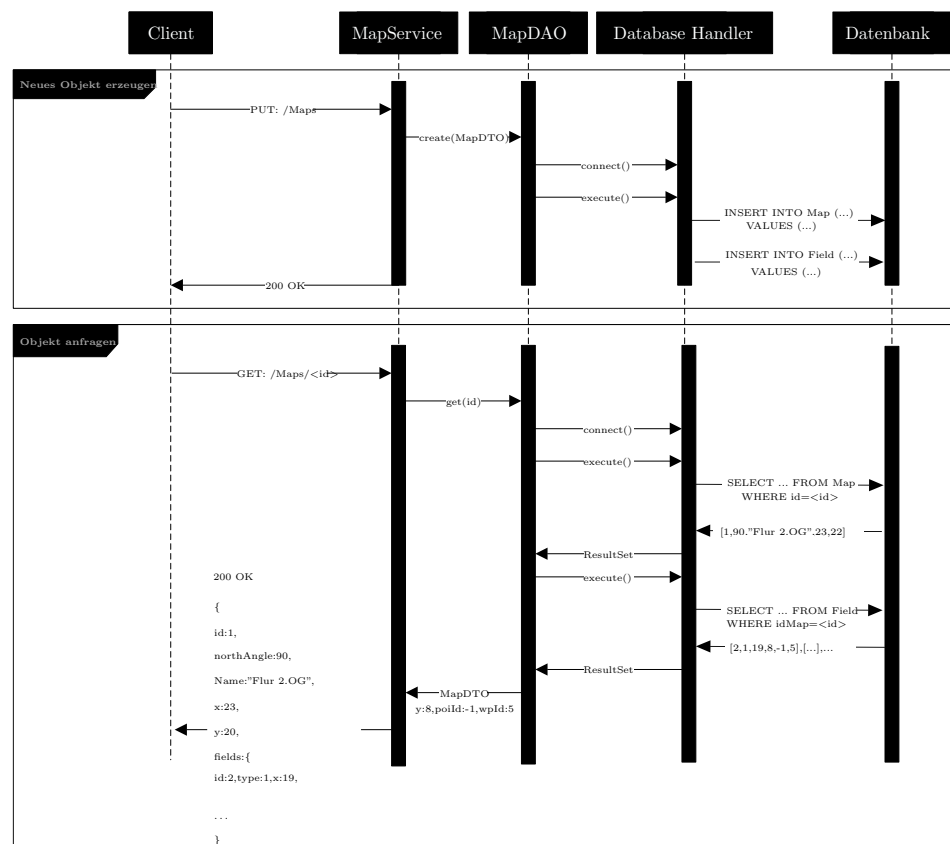 Client
MapService
MapDAO
Database Handler
Datenbank
Neues Objekt erzeugen
PUT: /Maps
create(MapDTO)
connect()
execute()
INSERT INTO Map (...)
VALUES (...)
INSERT INTO Field (...)
VALUES (...)
200 OK
Objekt anfragen
GET: /Maps/<id>
get(id)
connect()
execute()
SELECT ... FROM Map
WHERE id=<id>
[1,90."Flur 2.OG".23,22]
ResultSet
execute()
SELECT ... FROM Field
WHERE idMap=<id>
[2,1,19,8,-1,5],[...],...
ResultSet
MapDTO
y:8,poiId:-1,wpId:5
200 OK
{
id:1,
northAngle:90,
Name:"Flur 2.OG",
x:23,
y:20,
fields:{
id:2,type:1,x:19,
...
}